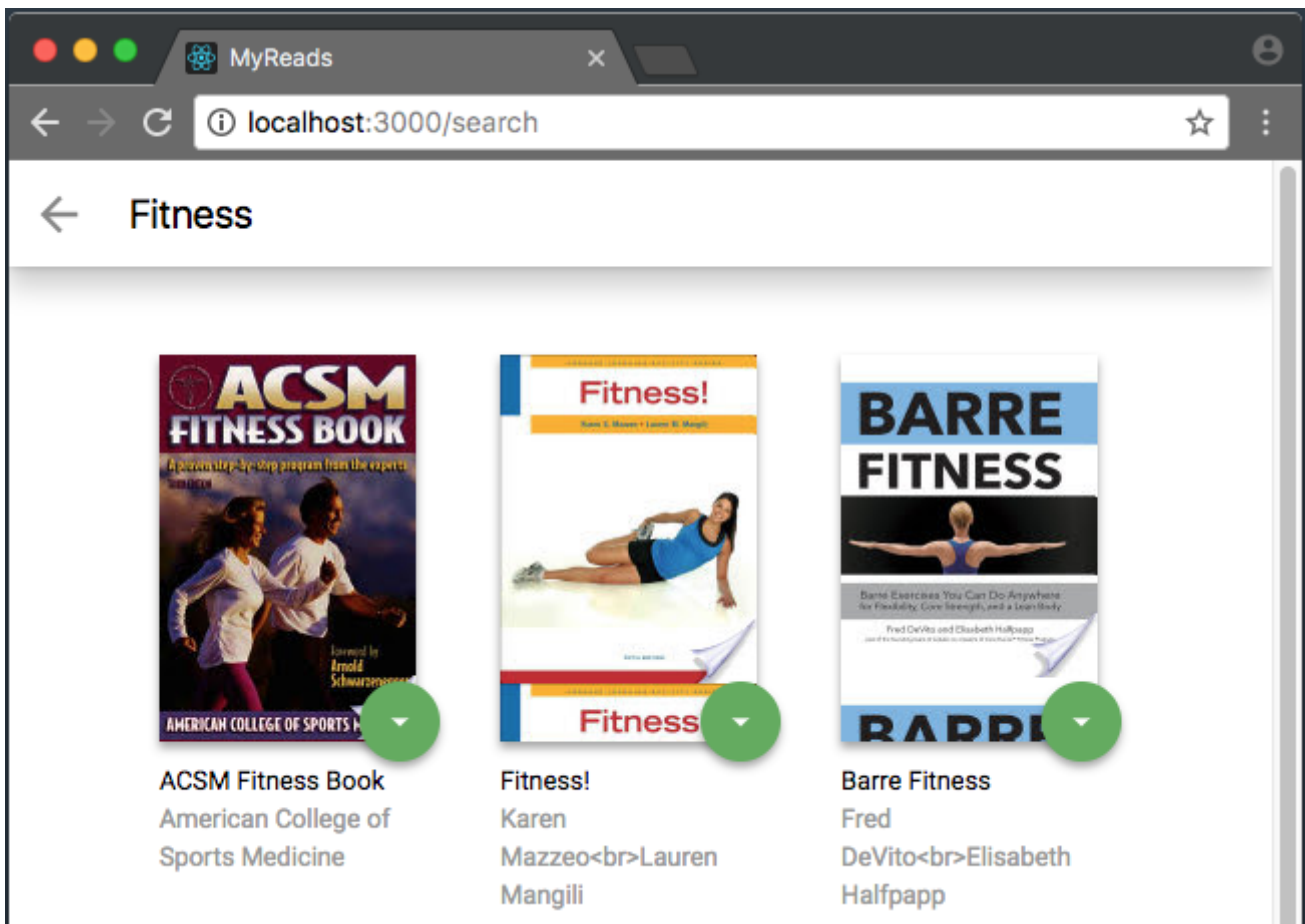 MyReads
localhost:3000/search
Fitness
ACSM
FITNESS BOOK
A proven step-by-step program from the experts
Foreword by
Arnold
Schwarzenegger
AMERICAN COLLEGE OF SPORTS
Fitness!
Fitness
BARRE
FITNESS
Barre Exercises You Can Do Anywhere
for Flexibility, Core Strength, and a Lean Body
Fred DeVito and Elisabeth Halfpapp
BARRE
ACSM Fitness Book
American College of
Sports Medicine
Fitness!
Karen
Mazzeo<br>Lauren
Mangili
Barre Fitness
Fred
DeVito<br>Elisabeth
Halfpapp